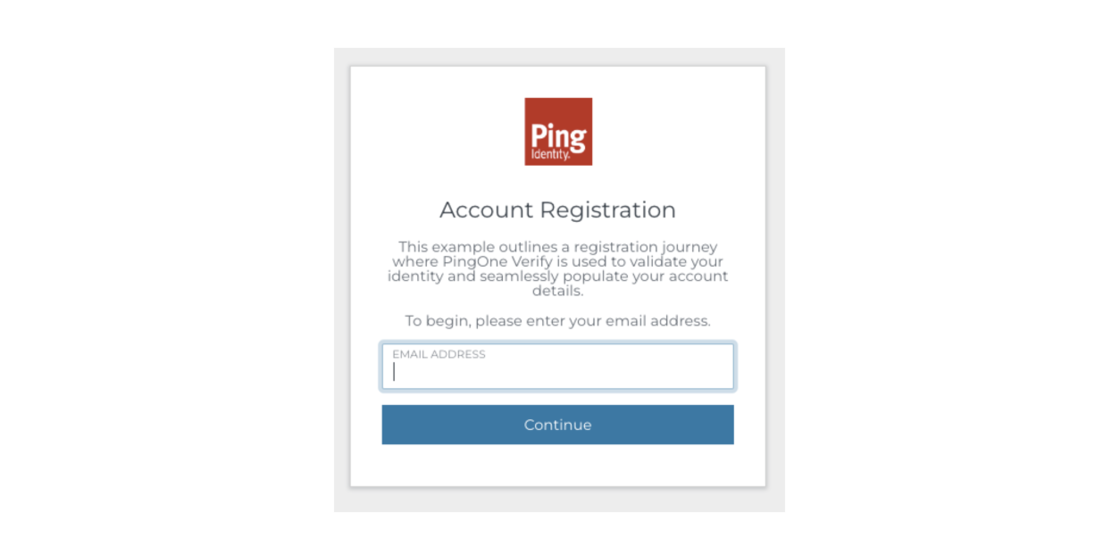 Ping
Identity.
Account Registration
This example outlines a registration journey
where PingOne Verify is used to validate your
identity and seamlessly populate your account
details.
To begin, please enter your email address.
EMAIL ADDRESS
Continue